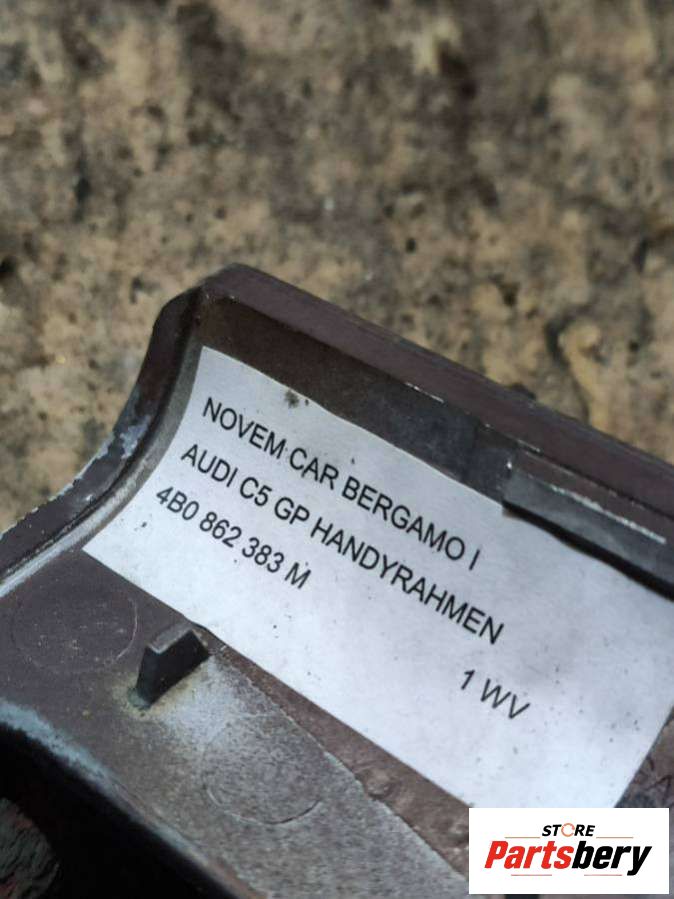 NOVEM CAR BERGAMO I
AUDI C5 GP HANDYRAHMEN
4B0 862 383 M
1 WV
STORE
Partsbery